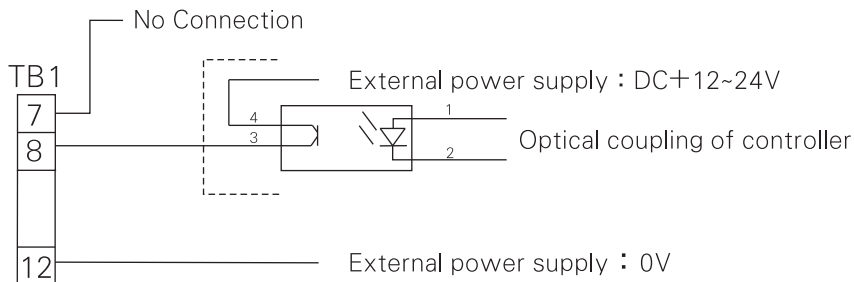 No Connection
TB1
External power supply：DC＋12~24V
7
4
1
3
Optical coupling of controller
8
2
12
External power supply：0V